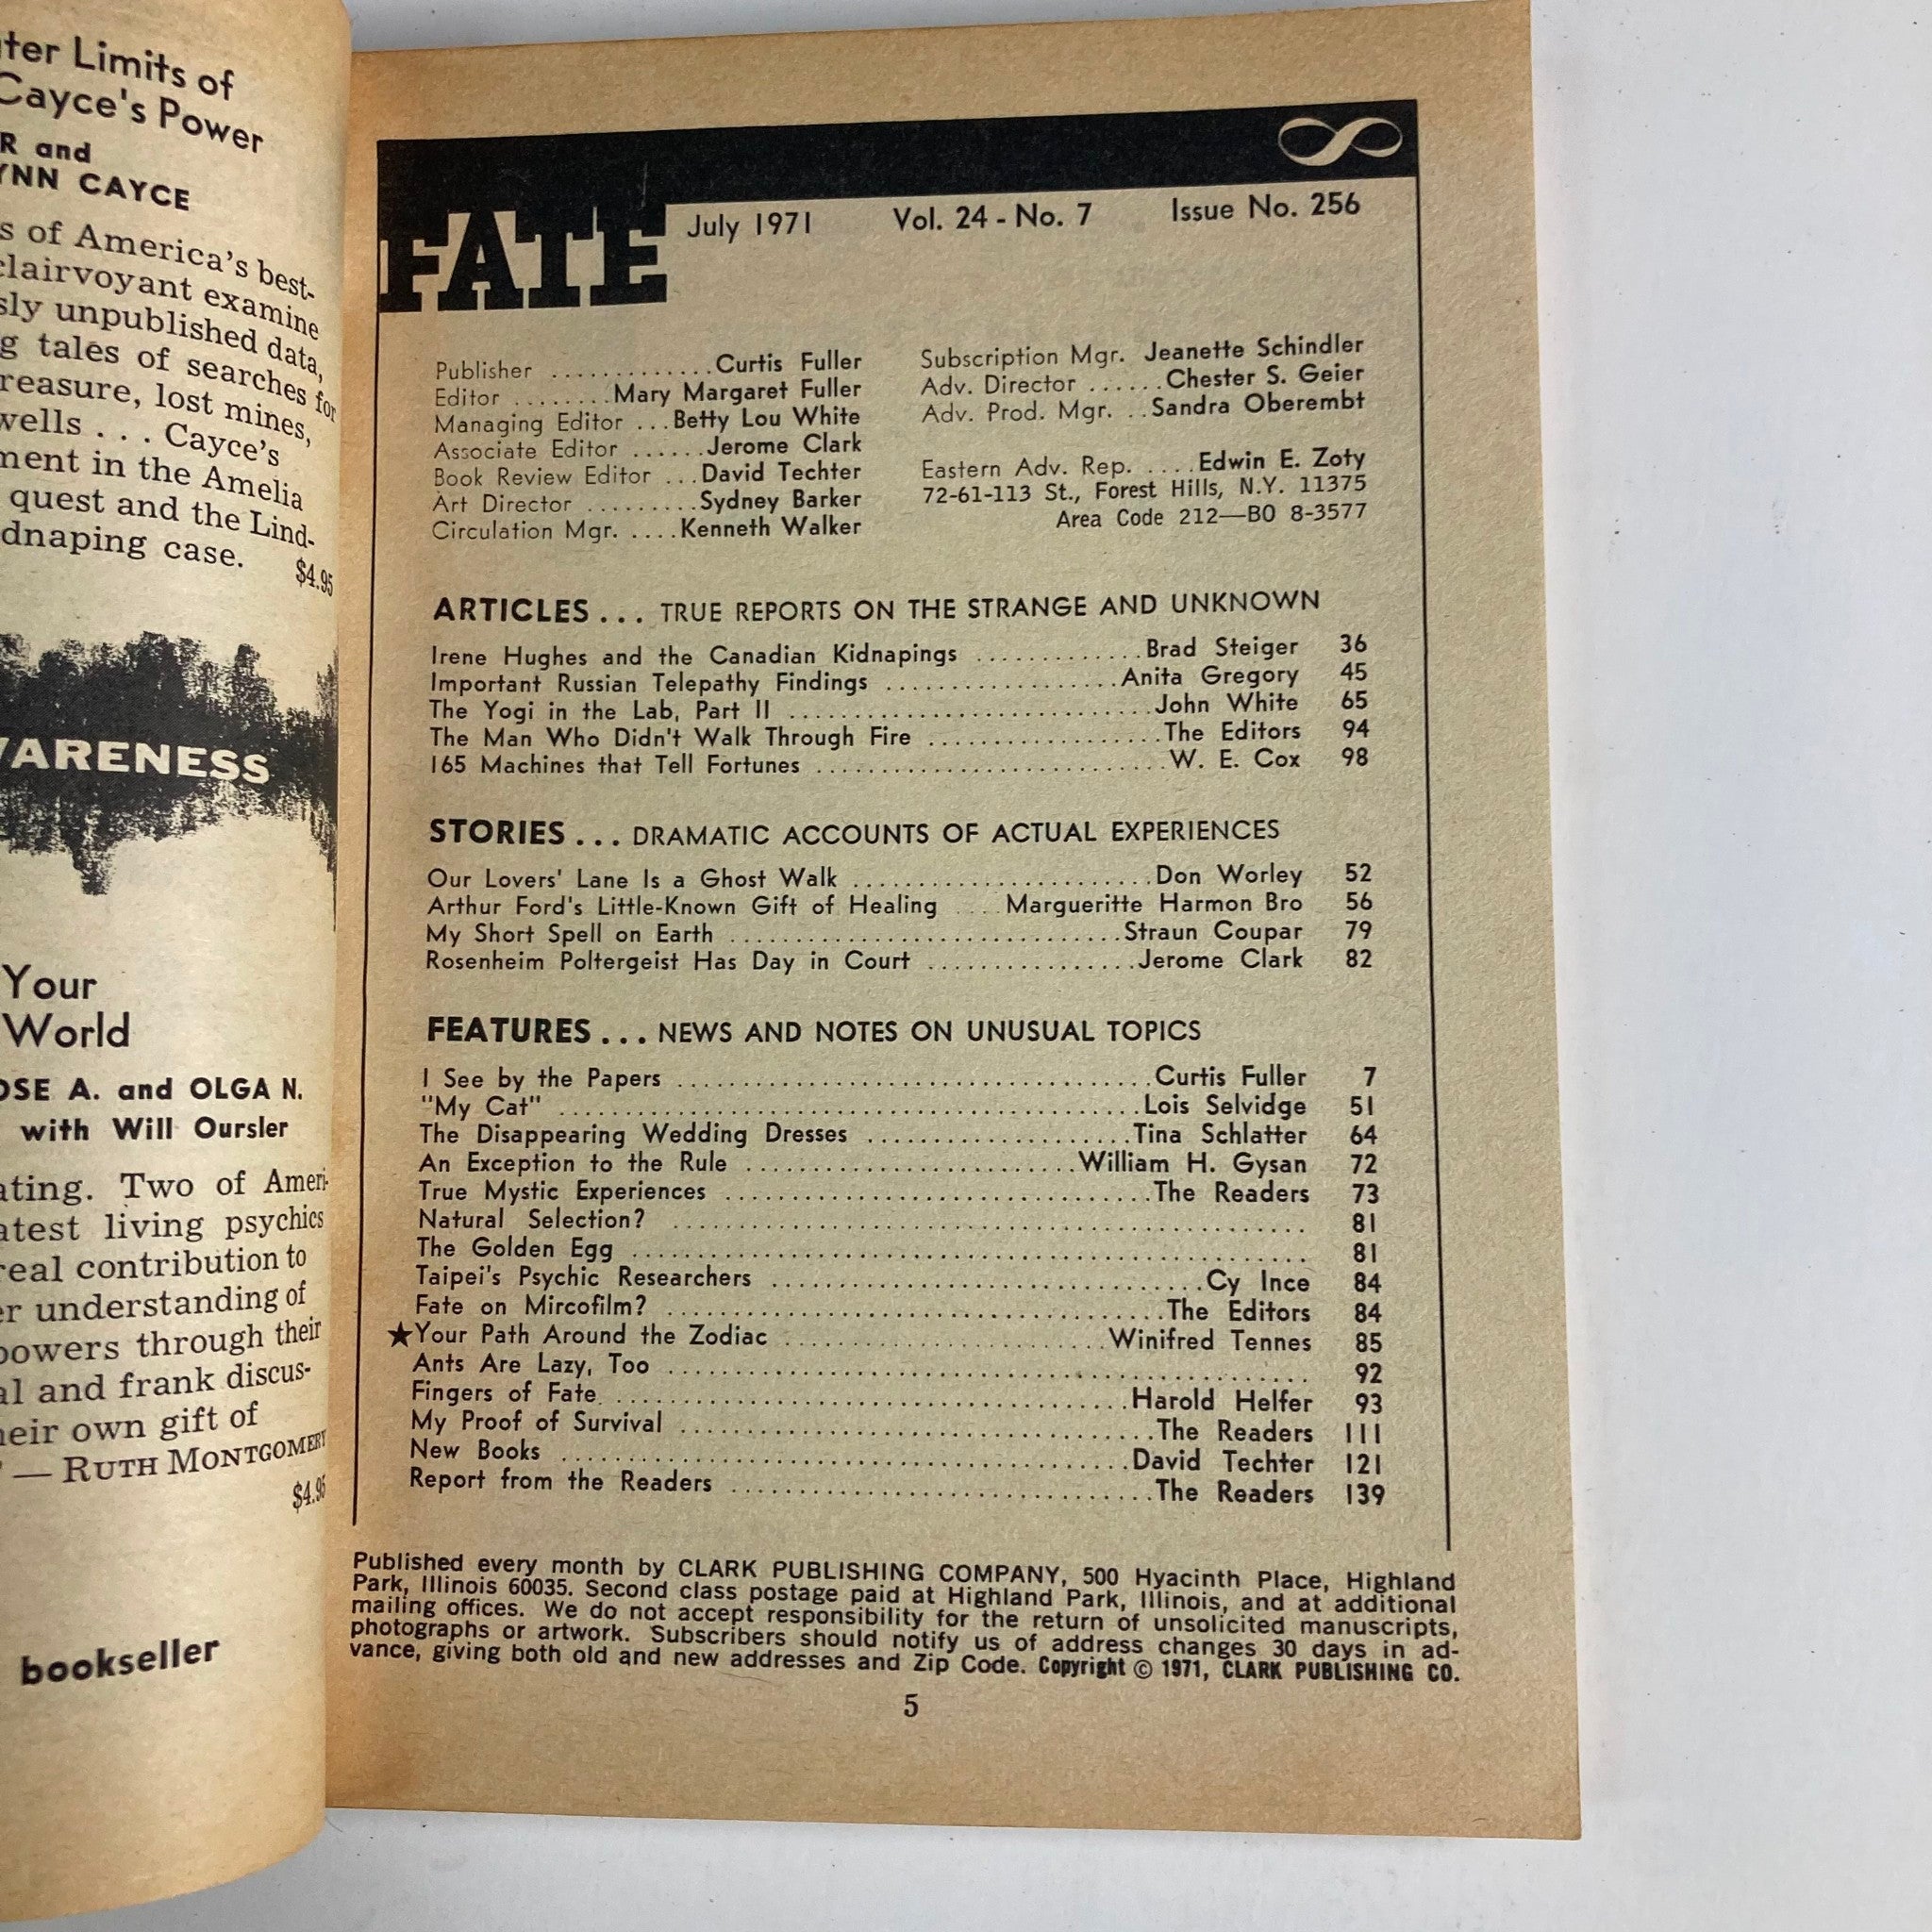 Limits of
Cayce's Power
and
CAYCE
of America's best-
clairvoyant examine
unpublished data,
tales of searches for
lost mines,
wells . . . Cayce's
in the Amelia
quest and the Lind-
case.
$4.95
Your
World
A. and OLGA N.
with Will Oursler
Two of Ameri-
living psychics
real contribution to
understanding of
powers through their
and frank discus-
own gift of
— RUTH MONTGOMERY
$4.95
bookseller
FATE
July 1971 Vol. 24 - No. 7 Issue No. 256
Publisher .............Curtis Fuller
Editor ........Mary Margaret Fuller
Managing Editor ...Betty Lou White
Associate Editor ......Jerome Clark
Book Review Editor ...David Techter
Art Director .........Sydney Barker
Circulation Mgr. ....Kenneth Walker
Subscription Mgr. Jeanette Schindler
Adv. Director ......Chester S. Geier
Adv. Prod. Mgr. ..Sandra Oberembt
Eastern Adv. Rep. ....Edwin E. Zoty
72-61-113 St., Forest Hills, N.Y. 11375
Area Code 212—BO 8-3577
ARTICLES ... TRUE REPORTS ON THE STRANGE AND UNKNOWN
Irene Hughes and the Canadian Kidnapings .............Brad Steiger 36
Important Russian Telepathy Findings ..................Anita Gregory 45
The Yogi in the Lab, Part II ............................John White 65
The Man Who Didn't Walk Through Fire ..................The Editors 94
165 Machines that Tell Fortunes ...........................W. E. Cox 98
STORIES ... DRAMATIC ACCOUNTS OF ACTUAL EXPERIENCES
Our Lovers' Lane Is a Ghost Walk .......................Don Worley 52
Arthur Ford's Little-Known Gift of Healing ....Margueritte Harmon Bro 56
My Short Spell on Earth ..............................Straun Coupar 79
Rosenheim Poltergeist Has Day in Court ................Jerome Clark 82
FEATURES ... NEWS AND NOTES ON UNUSUAL TOPICS
I See by the Papers .....................................Curtis Fuller 7
"My Cat" .............................................Lois Selvidge 51
The Disappearing Wedding Dresses .....................Tina Schlatter 64
An Exception to the Rule .........................William H. Gysan 72
True Mystic Experiences .................................The Readers 73
Natural Selection? ................................................. 81
The Golden Egg .................................................... 81
Taipei's Psychic Researchers .................................Cy Ince 84
Fate on Mircofilm? .......................................The Editors 84
★Your Path Around the Zodiac .........................Winifred Tennes 85
Ants Are Lazy, Too ................................................. 92
Fingers of Fate ........................................Harold Helfer 93
My Proof of Survival .....................................The Readers 111
New Books ............................................David Techter 121
Report from the Readers .................................The Readers 139
Published every month by CLARK PUBLISHING COMPANY, 500 Hyacinth Place, Highland
Park, Illinois 60035. Second class postage paid at Highland Park, Illinois, and at additional
mailing offices. We do not accept responsibility for the return of unsolicited manuscripts,
photographs or artwork. Subscribers should notify us of address changes 30 days in ad-
vance, giving both old and new addresses and Zip Code. Copyright © 1971, CLARK PUBLISHING CO.
5